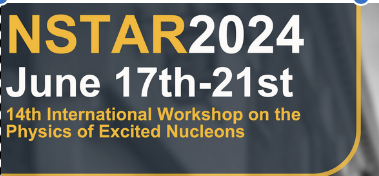 NSTAR2024
June 17th-21st
14th International Workshop on the
Physics of Excited Nucleons